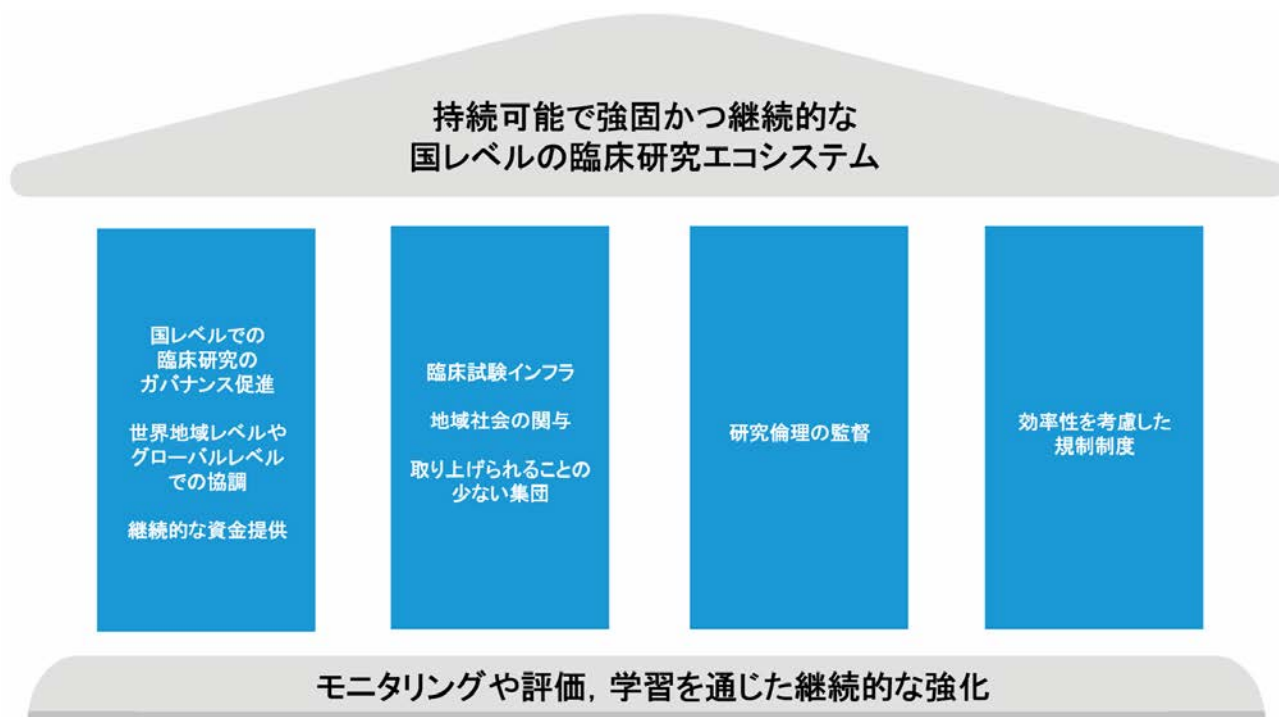 持続可能で強固かつ継続的な
国レベルの臨床研究エコシステム
国レベルでの
臨床研究の
ガバナンス促進
世界地域レベルや
グローバルレベル
での協調
継続的な資金提供
臨床試験インフラ
地域社会の関与
取り上げられることの
少ない集団
研究倫理の監督
効率性を考慮した
規制制度
モニタリングや評価，学習を通じた継続的な強化